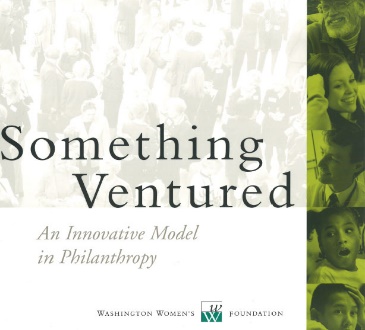 Something
Ventured
An Innovative Model
in Philanthropy
WASHINGTON WOMEN'S W W FOUNDATION